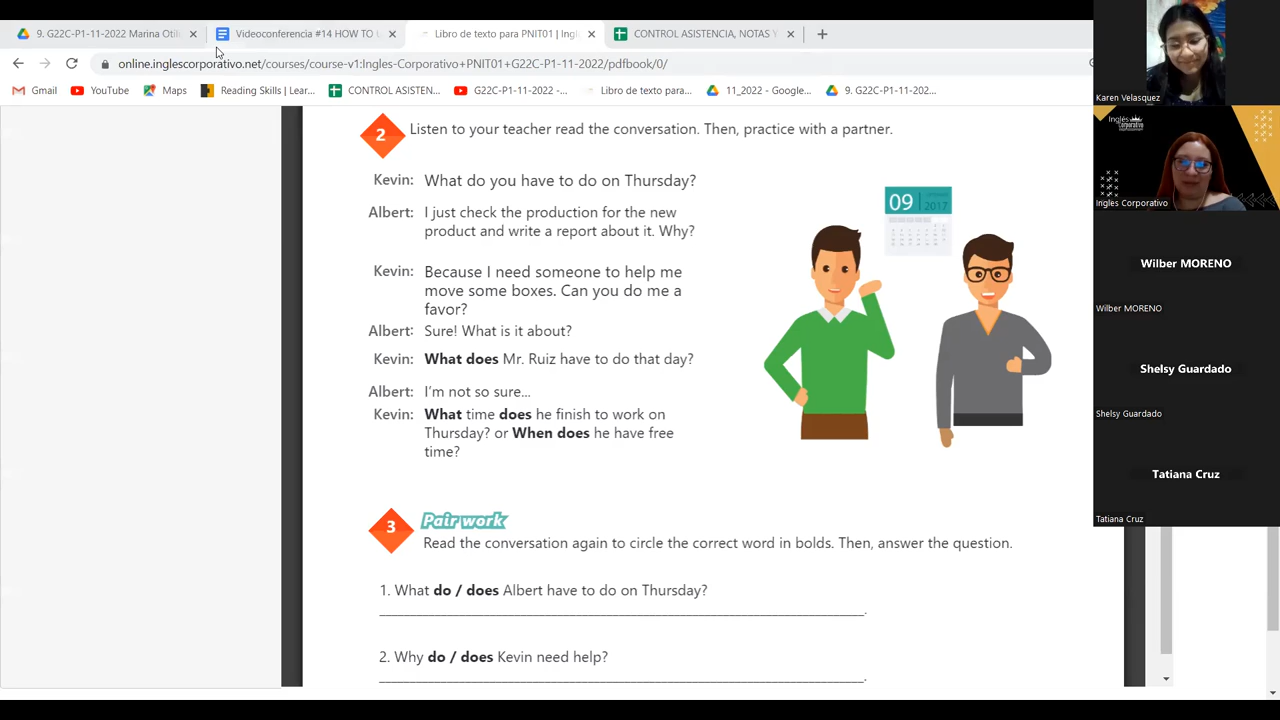 9. G22C-P1-11-2022 Marina Otil
Videoconferencia #14 HOW TO
Libro de texto para PNIT01 | Ingl
CONTROL ASISTENCIA, NOTAS Y
online.inglescorporativo.net/courses/course-v1:Ingles-Corporativo+PNIT01+G22C-P1-11-2022/pdfbook/0/
Gmail
YouTube
Maps
Reading Skills | Lear...
CONTROL ASISTEN...
G22C-P1-11-2022 -...
Libro de texto para...
11_2022 - Google...
9. G22C-P1-11-202...
2
Listen to your teacher read the conversation. Then, practice with a partner.
Kevin: What do you have to do on Thursday?
Albert: I just check the production for the new
product and write a report about it. Why?
Kevin: Because I need someone to help me
move some boxes. Can you do me a
favor?
Albert: Sure! What is it about?
Kevin: What does Mr. Ruiz have to do that day?
Albert: I'm not so sure...
Kevin: What time does he finish to work on
Thursday? or When does he have free
time?
09
2017
3
Pair work
Read the conversation again to circle the correct word in bolds. Then, answer the question.
1. What do / does Albert have to do on Thursday?
2. Why do / does Kevin need help?
Karen Velasquez
Inglés
Corporativo
Ingles Corporativo
Wilber MORENO
Wilber MORENO
Shelsy Guardado
Shelsy Guardado
Tatiana Cruz
Tatiana Cruz